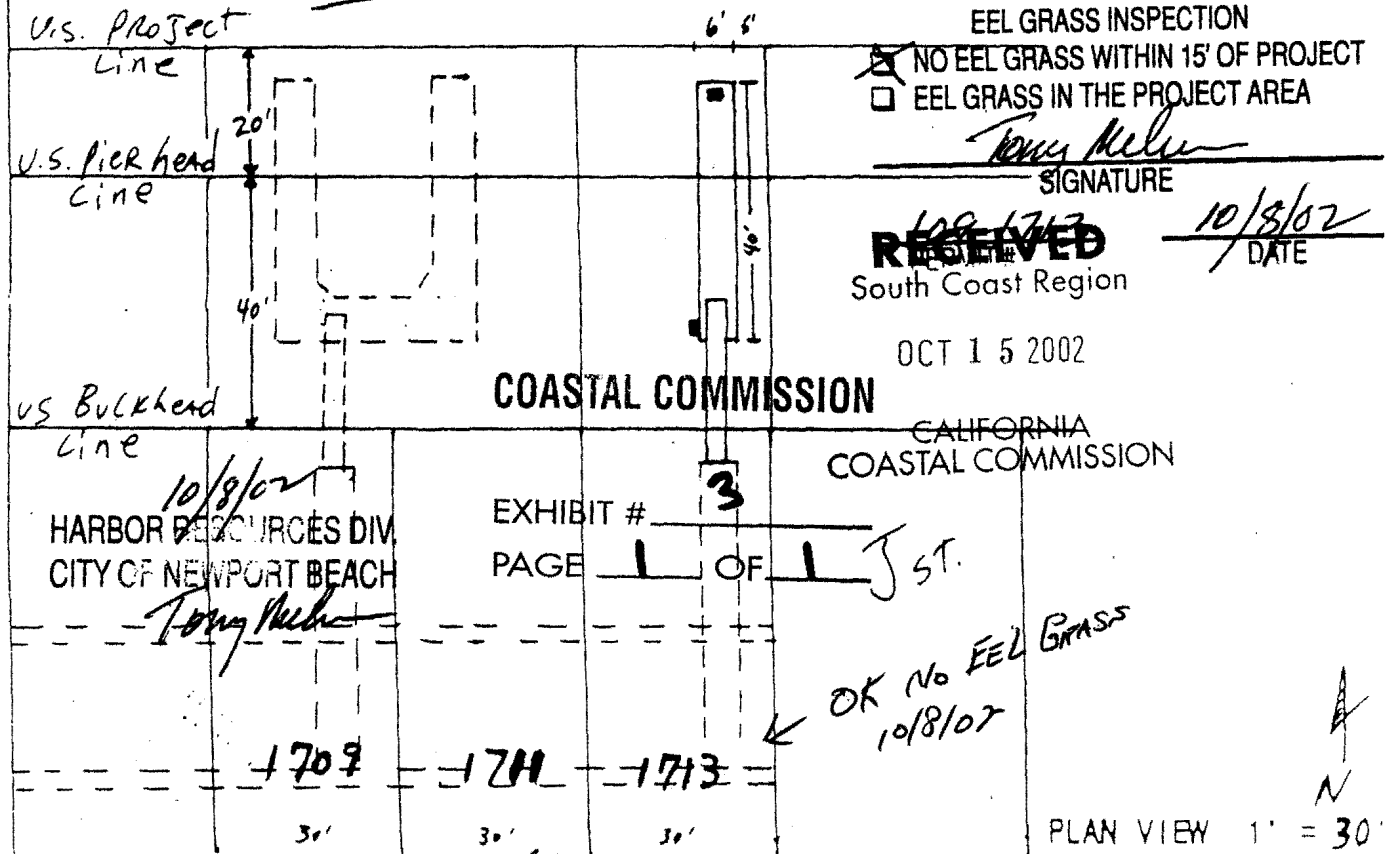 U.S. Project
Line
20'
U.S. PierHead
Line
40'
US Bulkhead
Line
6' 5'
40'
EEL GRASS INSPECTION
NO EEL GRASS WITHIN 15' OF PROJECT
EEL GRASS IN THE PROJECT AREA
SIGNATURE
10/8/02
DATE
RECEIVED
South Coast Region
OCT 15 2002
CALIFORNIA
COASTAL COMMISSION
COASTAL COMMISSION
EXHIBIT # 3
PAGE 1 OF 1
J ST.
10/8/02
HARBOR RESOURCES DIV.
CITY OF NEWPORT BEACH
OK No EEL GRASS
10/8/02
1709 1711 1713
30' 30' 30'
N
PLAN VIEW 1' = 30'